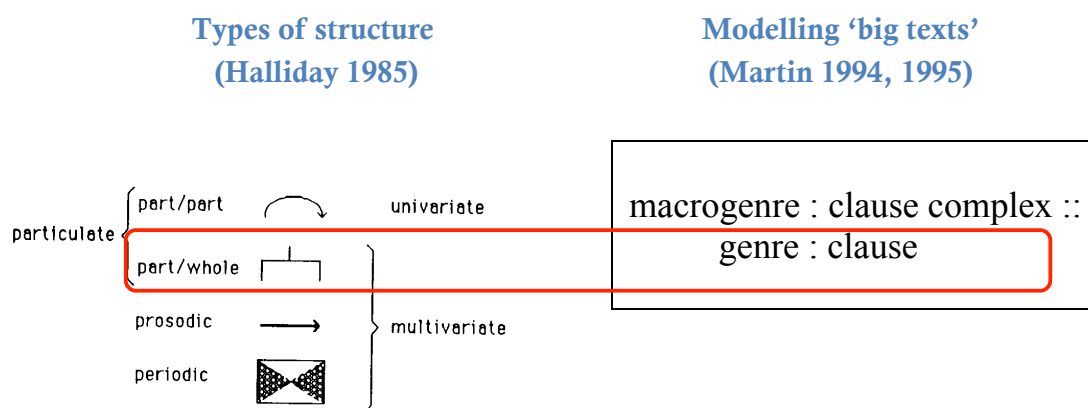 Types of structure
(Halliday 1985)
Modelling ‘big texts’
(Martin 1994, 1995)
particulate
part/part
univariate
part/whole
prosodic
multivariate
periodic
macrogenre : clause complex ::
genre : clause